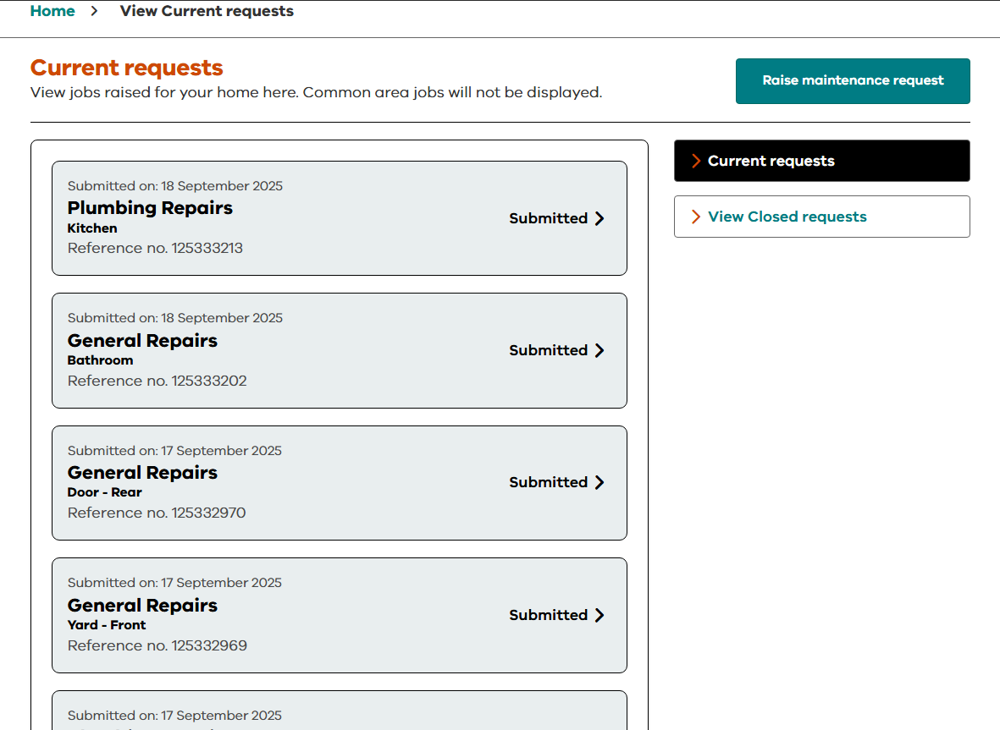 Home > View Current requests
Current requests
View jobs raised for your home here. Common area jobs will not be displayed.
Raise maintenance request
Submitted on: 18 September 2025
Plumbing Repairs
Kitchen
Reference no. 125333213
Submitted
Submitted on: 18 September 2025
General Repairs
Bathroom
Reference no. 125333202
Submitted
Submitted on: 17 September 2025
General Repairs
Door - Rear
Reference no. 125332970
Submitted
Submitted on: 17 September 2025
General Repairs
Yard - Front
Reference no. 125332969
Submitted
Submitted on: 17 September 2025
Current requests
View Closed requests